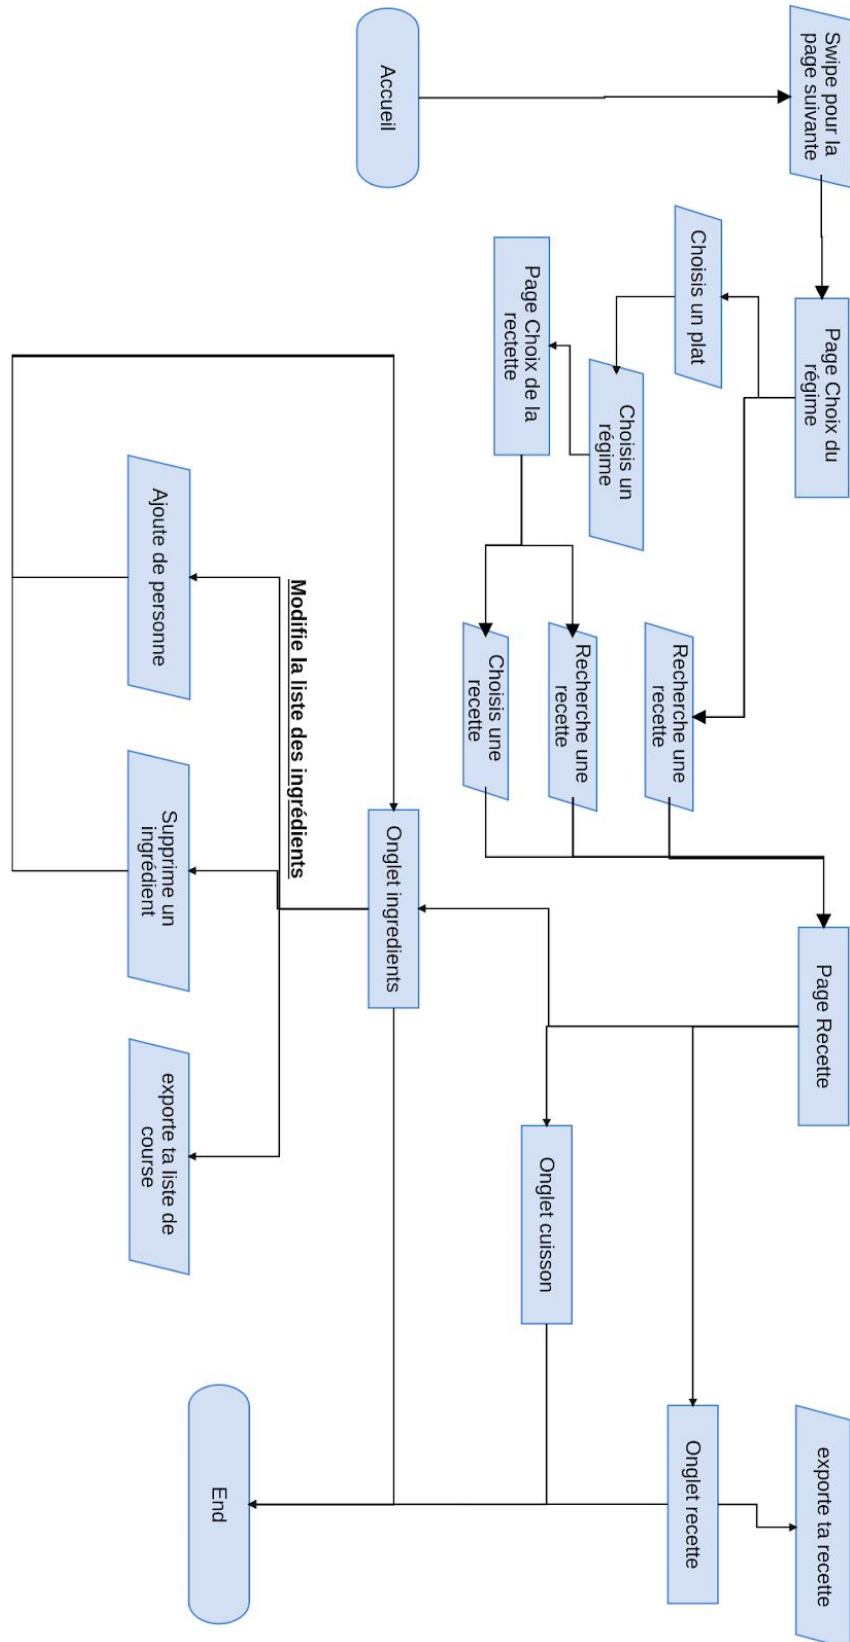 Accueil
Swipe pour la
page suivante
Page Choix du
régime
Choisis un plat
Choisis un
régime
Page Choix de la
rectette
Recherche une
recette
Recherche une
recette
Choisis une
recette
Page Recette
Onglet ingredients
Modifie la liste des ingrédients
Ajoute de personne
Supprime un
ingrédient
exporte ta liste de
course
Onglet cuisson
Onglet recette
exporte ta recette
End